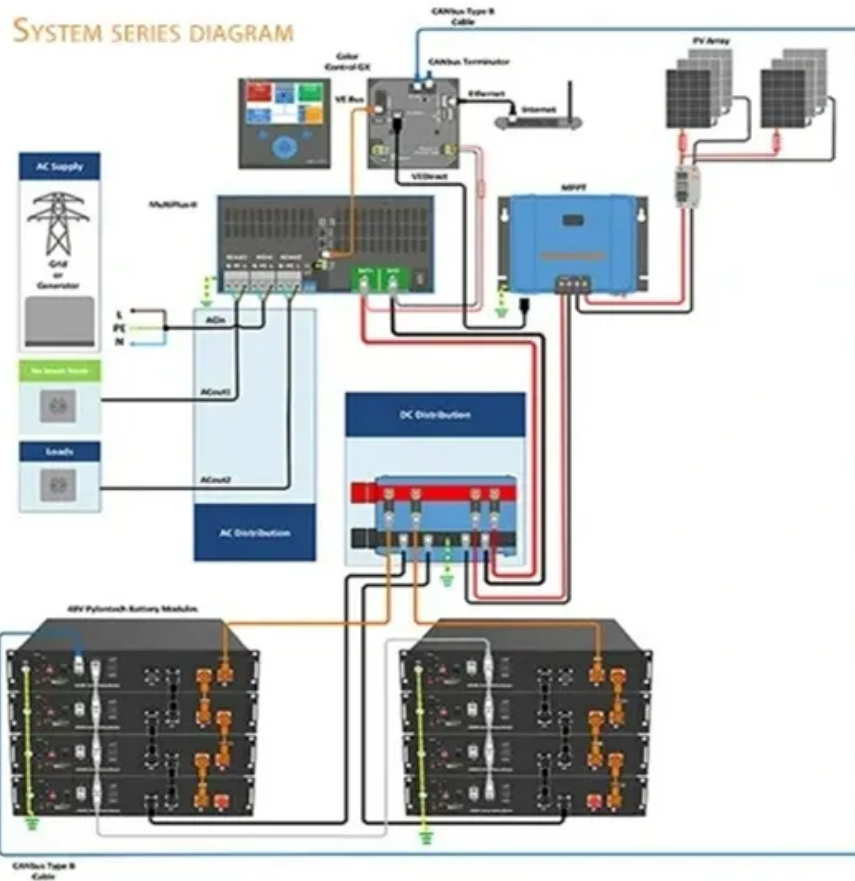 SYSTEM SERIES DIAGRAM
CANbus Type B
Cable
Color
Control GX
CANbus Terminator
PV Array
VE Bus
Ethernet
Internet
AC Supply
VE Direct
MPPT
MultiPlus-II
Grid
or
Generator
L
PE
N
ACin
ACout1
DC Distribution
Loads
ACout2
AC Distribution
48V Pylontech Battery Modules
CANbus Type B
Cable